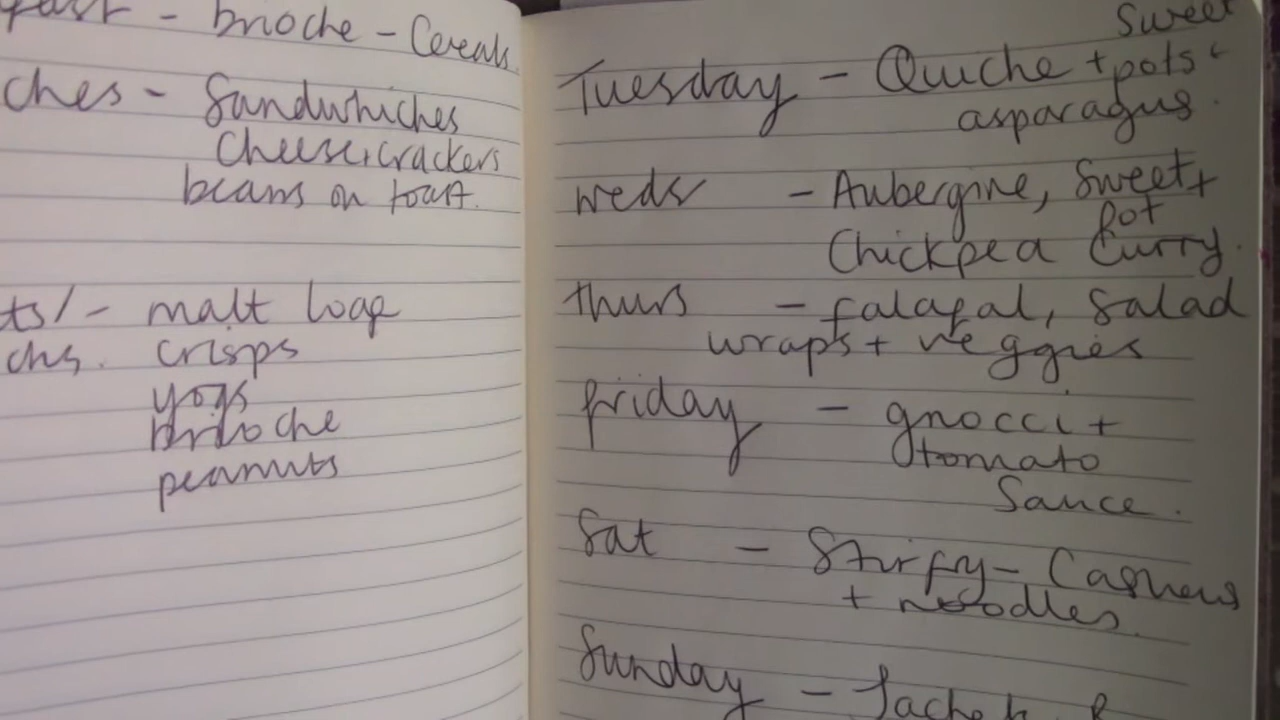 brioche - Cereals
ches - Sandwhiches
Cheese + crackers
beans on toast.
ts/ - malt loaf
chs. crisps
yogs
brioche
peanuts
Sweet
Tuesday - Quiche + pots +
asparagus.
weds - Aubergine, Sweet +
Pot
Chickpea Curry.
thurs - falafal, Salad
wraps + veggies
friday - gnocci +
tomato
Sauce.
Sat - Stirfry - Cashews
+ noodles.
Sunday - Jacket